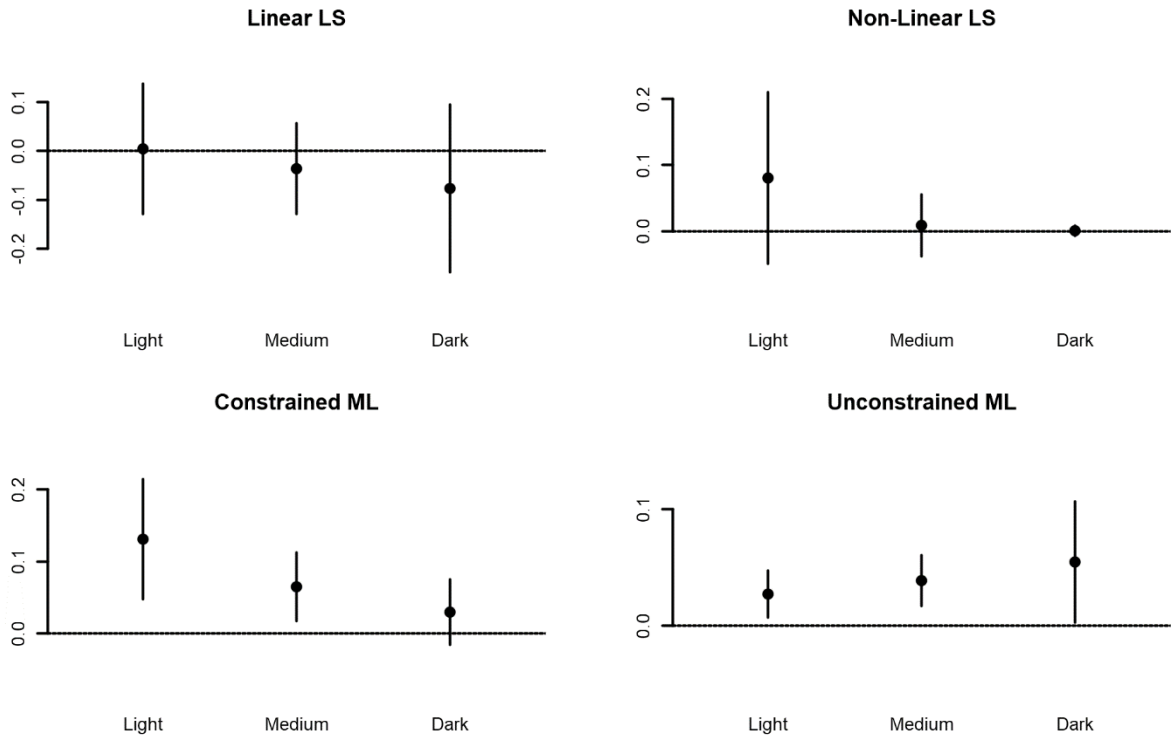 Linear LS
0.1
0.0
-0.1
-0.2
Light Medium Dark
Non-Linear LS
0.2
0.1
0.0
Light Medium Dark
Constrained ML
0.2
0.1
0.0
Light Medium Dark
Unconstrained ML
0.1
0.0
Light Medium Dark